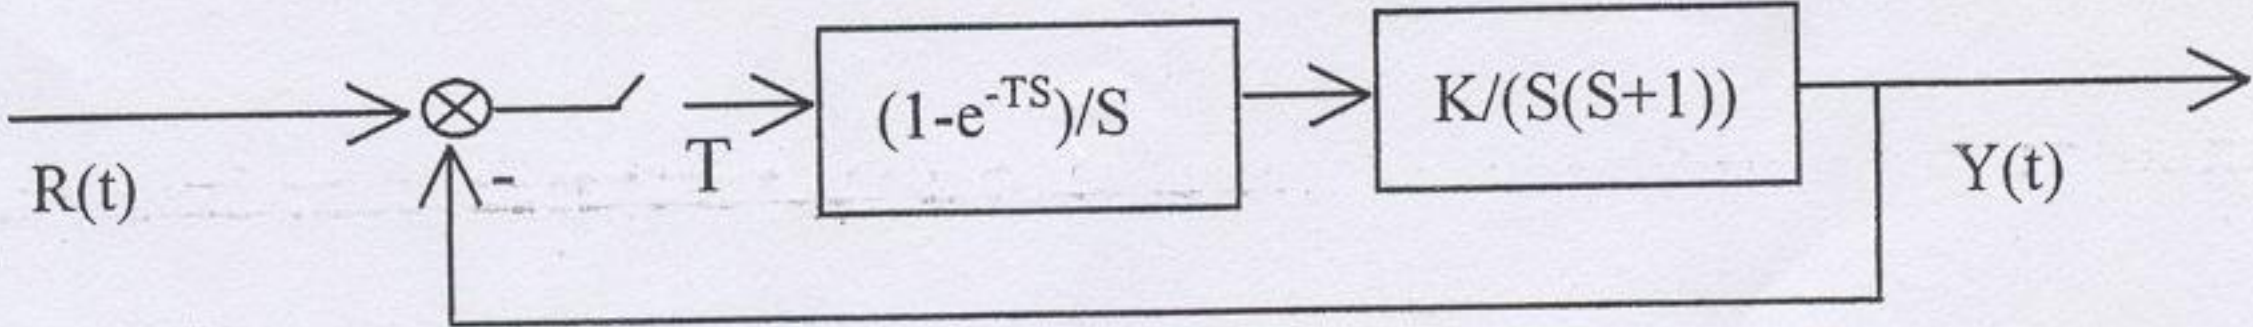 R(t)
-
T
(1-e^-TS)/S
K/(S(S+1))
Y(t)